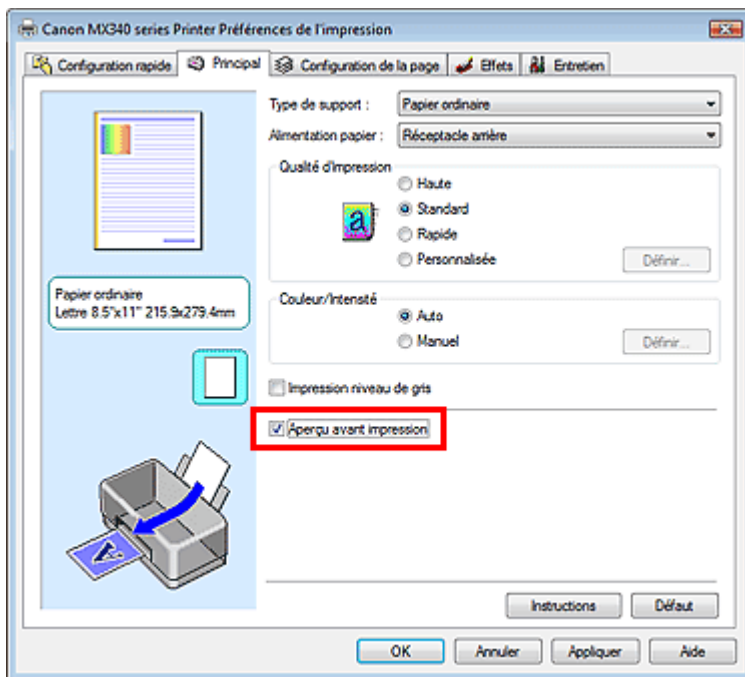 Canon MX340 series Printer Préférences de l'impression
Configuration rapide Principal Configuration de la page Effets Entretien
Type de support : Papier ordinaire
Alimentation papier : Réceptacle arrière
Qualité d'impression
Haute
a Standard
Rapide
Personnalisée Définir...
Papier ordinaire
Lettre 8.5"x11" 215.9x279.4mm
Couleur/Intensité
Auto
Manuel Définir...
Impression niveau de gris
Aperçu avant impression
A
Instructions Défaut
OK Annuler Appliquer Aide